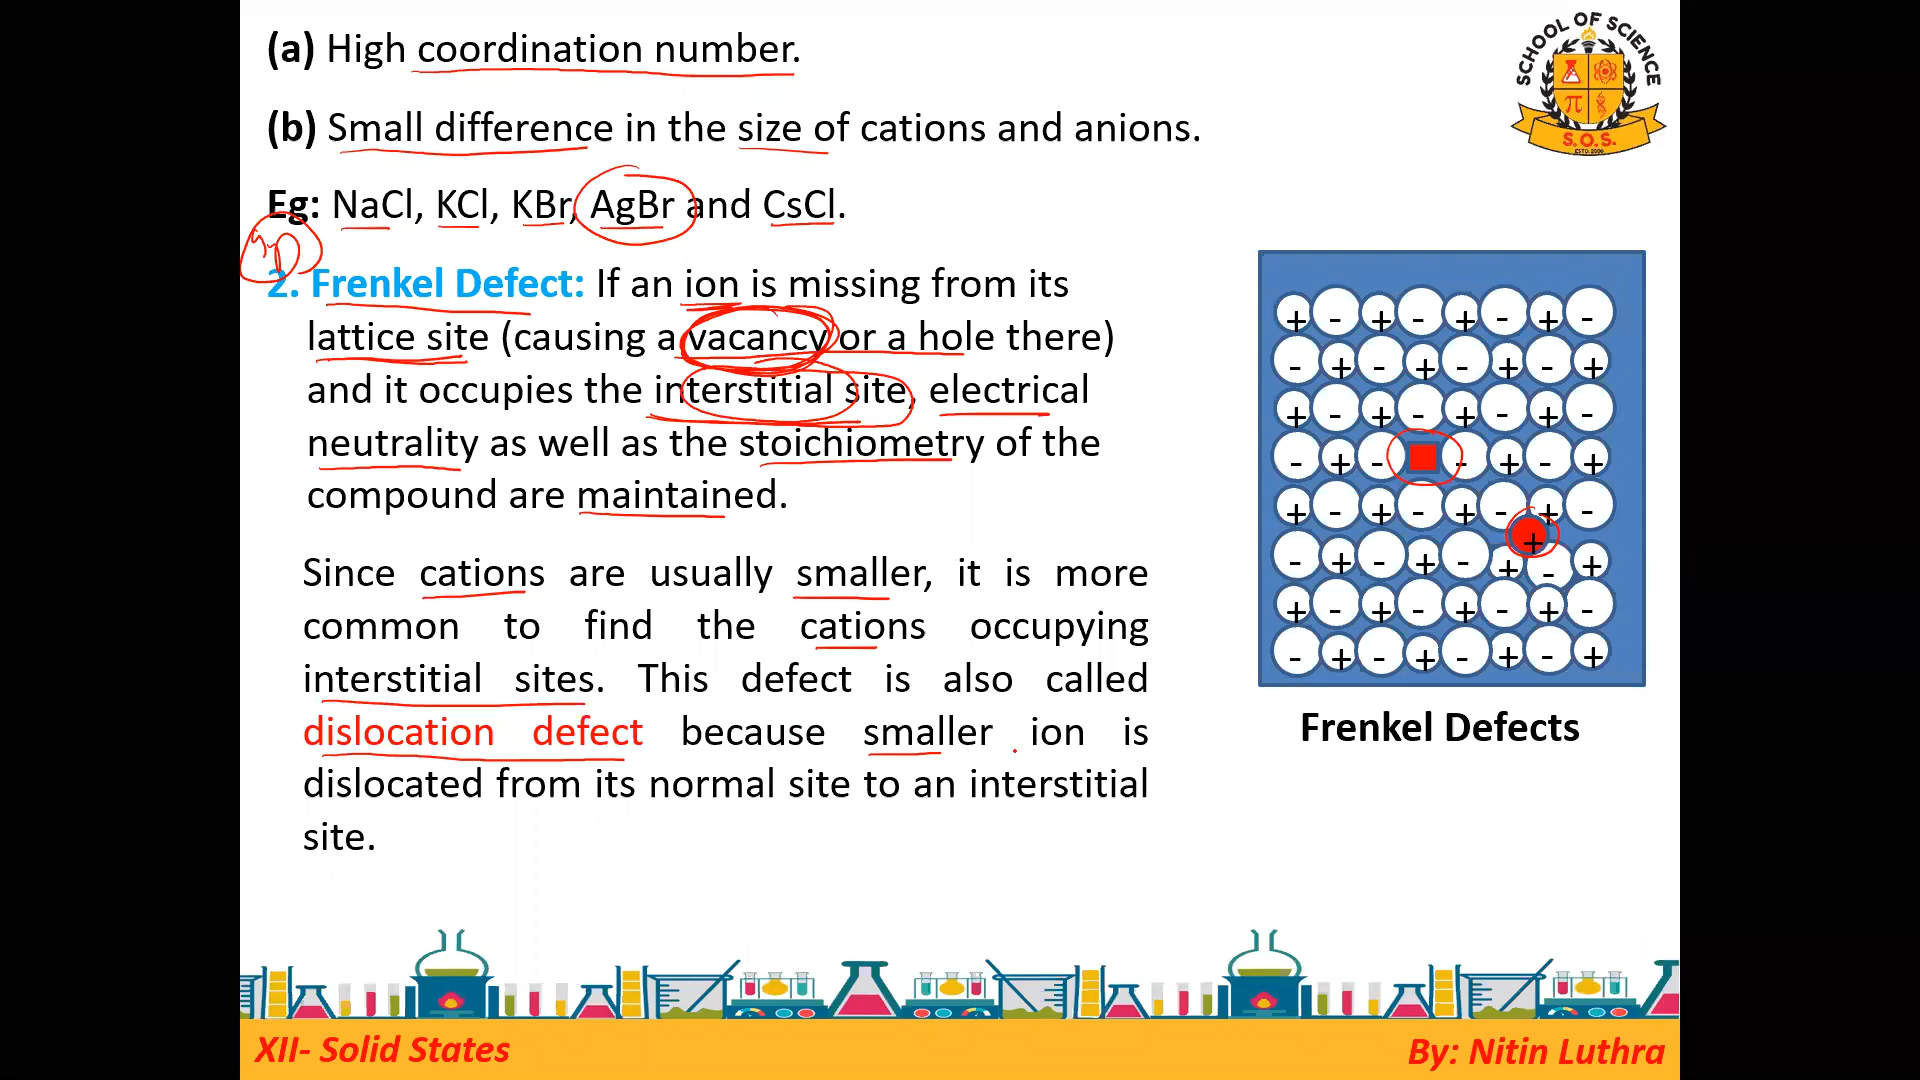 (a) High coordination number.
(b) Small difference in the size of cations and anions.
Eg: NaCl, KCl, KBr, AgBr and CsCl.
2. Frenkel Defect: If an ion is missing from its
lattice site (causing a vacancy or a hole there)
and it occupies the interstitial site, electrical
neutrality as well as the stoichiometry of the
compound are maintained.
Since cations are usually smaller, it is more
common to find the cations occupying
interstitial sites. This defect is also called
dislocation defect because smaller ion is
dislocated from its normal site to an interstitial
site.
SCHOOL OF SCIENCE
π
S.O.S.
+ - + - + - + -
- + - + - + - +
+ - + - + - + -
- + - - + - +
+ - + - + - + -
+
- + - + - + - +
+ - + - + - + -
- + - + - + - +
Frenkel Defects
XII- Solid States
By: Nitin Luthra